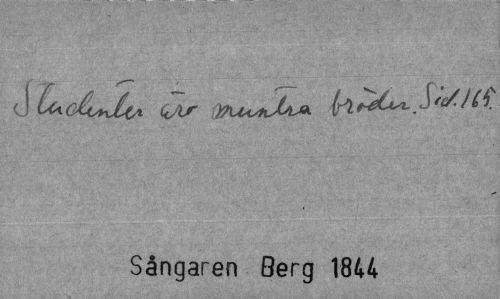 Studenter äro muntra bröder. Sid. 165.
Sångaren Berg 1844